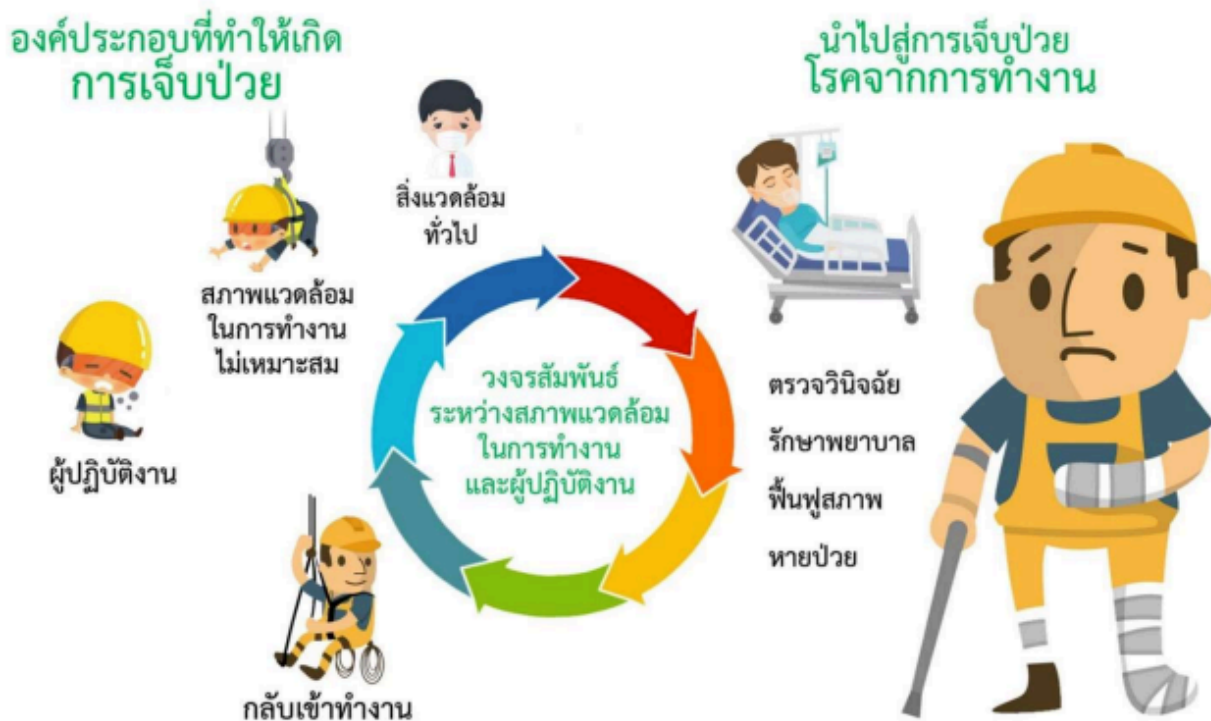 องค์ประกอบที่ทำให้เกิด
การเจ็บป่วย
นำไปสู่การเจ็บป่วย
โรคจากการทำงาน
สิ่งแวดล้อม
ทั่วไป
สภาพแวดล้อม
ในการทำงาน
ไม่เหมาะสม
ผู้ปฏิบัติงาน
วงจรสัมพันธ์
ระหว่างสภาพแวดล้อม
ในการทำงาน
และผู้ปฏิบัติงาน
ตรวจวินิจฉัย
รักษาพยาบาล
ฟื้นฟูสภาพ
หายป่วย
กลับเข้าทำงาน